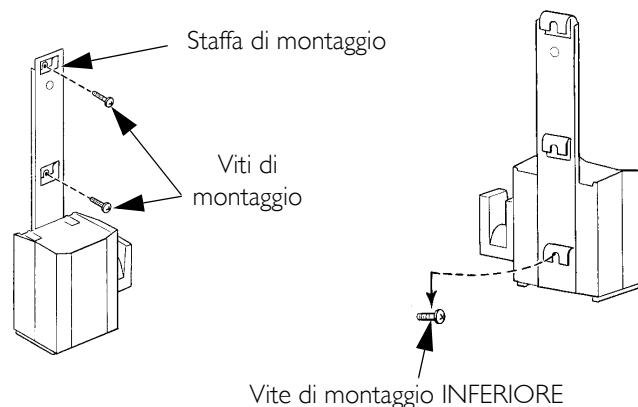 Staffa di montaggio
Viti di
montaggio
Vite di montaggio INFERIORE